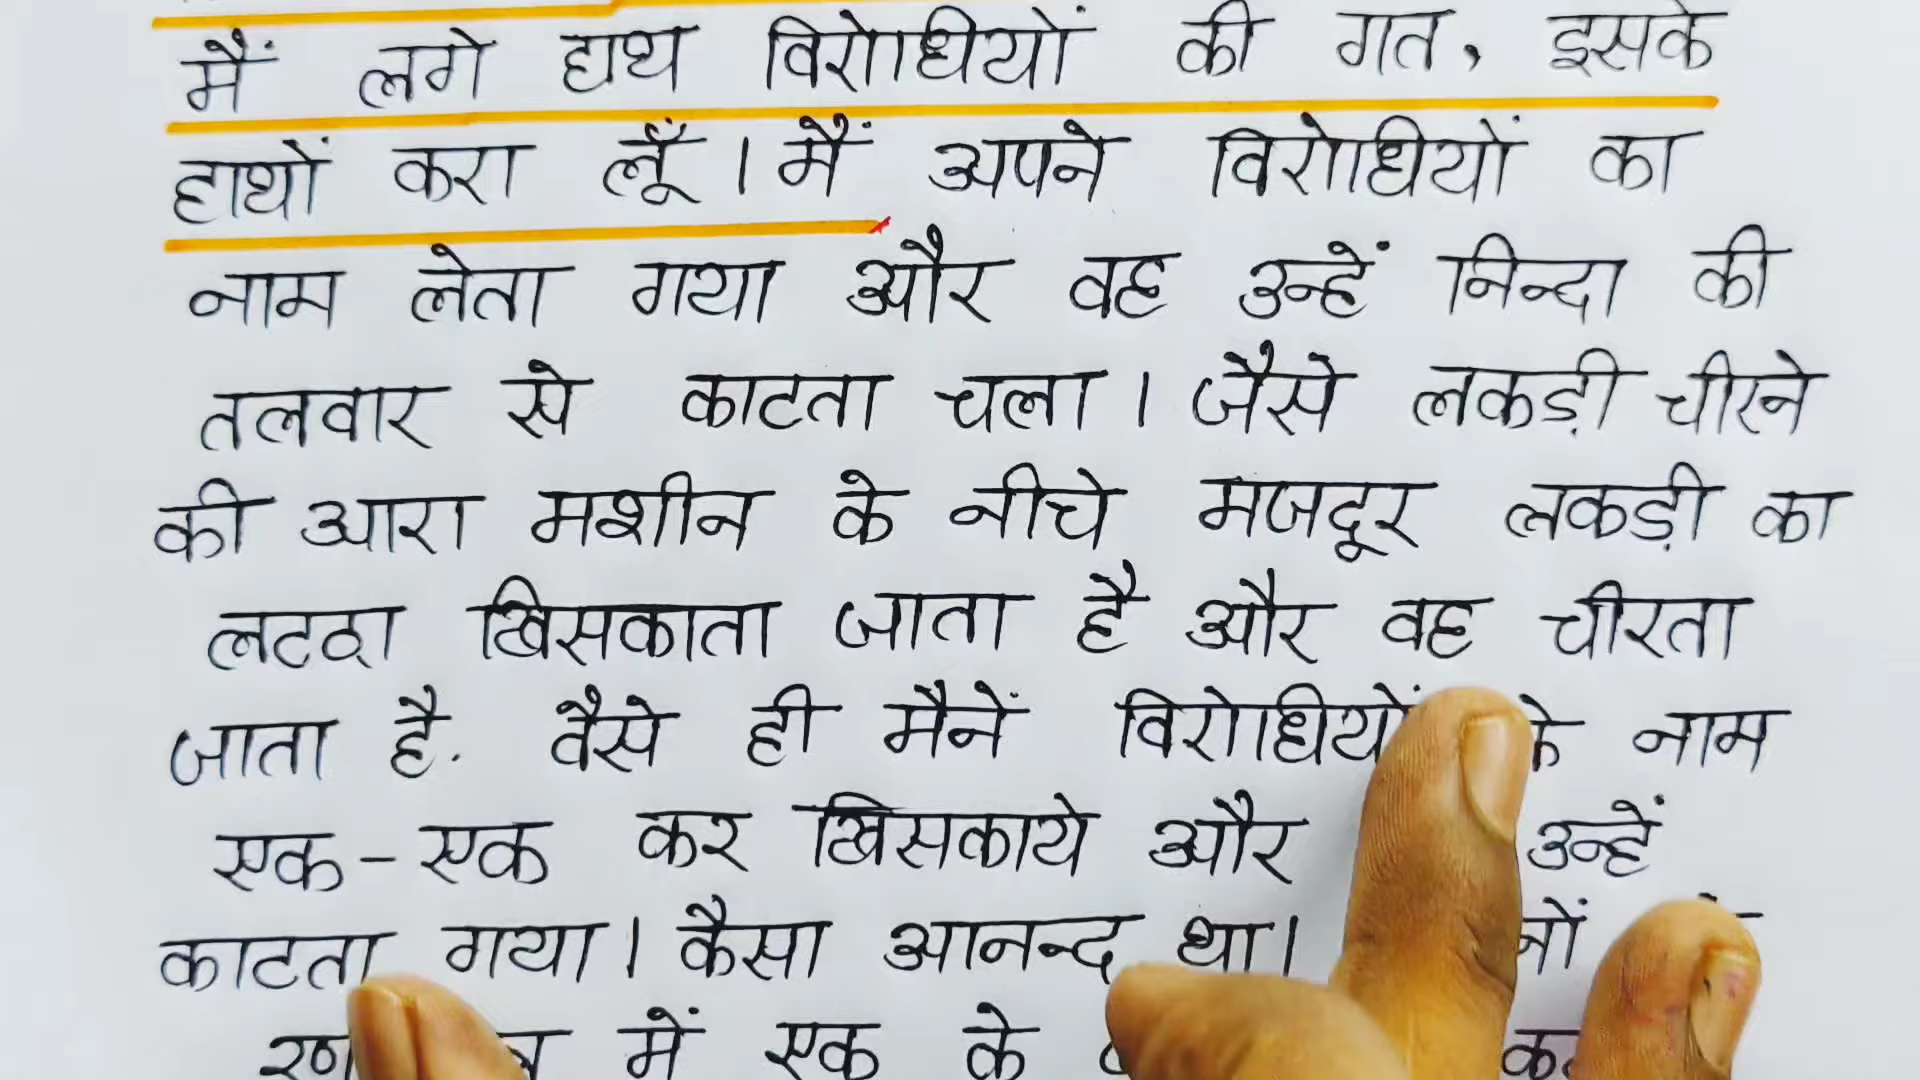 मैं लगे हाथ विरोधियों की गत, इसके
हाथों करा लूँ । मैं अपने विरोधियों का
नाम लेता गया और वह उन्हें निन्दा की
तलवार से काटता चला । जैसे लकड़ी चीरने
की आरा मशीन के नीचे मजदूर लकड़ी का
लटठा खिसकाता जाता है और वह चीरता
जाता है. वैसे ही मैनें विरोधियों के नाम
एक-एक कर खिसकाये और उन्हें
काटता गया । कैसा आनन्द था ।
में एक के